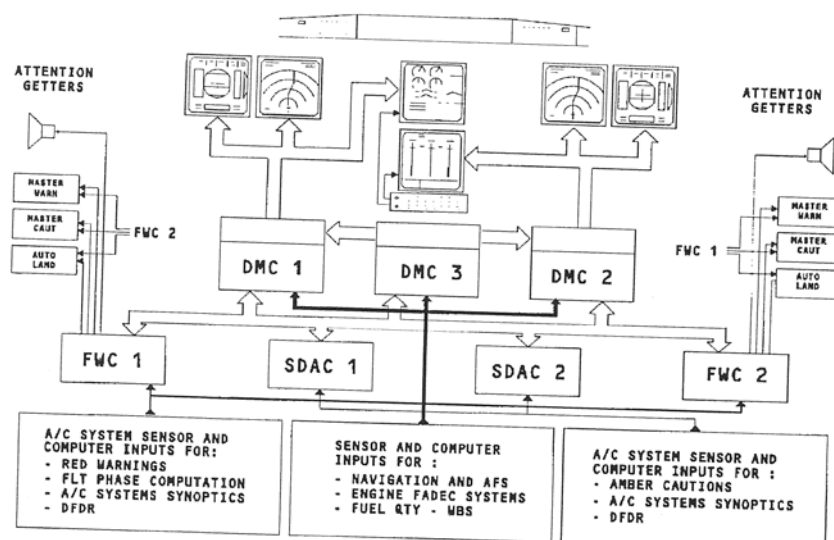 ATTENTION
GETTERS
ATTENTION
GETTERS
MASTER
WARN
MASTER
CAUT
AUTO
LAND
FWC 2
MASTER
WARN
MASTER
CAUT
AUTO
LAND
FWC 1
DMC 1
DMC 3
DMC 2
FWC 1
SDAC 1
SDAC 2
FWC 2
A/C SYSTEM SENSOR AND
COMPUTER INPUTS FOR:
- RED WARNINGS
- FLT PHASE COMPUTATION
- A/C SYSTEMS SYNOPTICS
- DFDR
SENSOR AND COMPUTER
INPUTS FOR :
- NAVIGATION AND AFS
- ENGINE FADEC SYSTEMS
- FUEL QTY - WBS
A/C SYSTEM SENSOR AND
COMPUTER INPUTS FOR :
- AMBER CAUTIONS
- A/C SYSTEMS SYNOPTICS
- DFDR